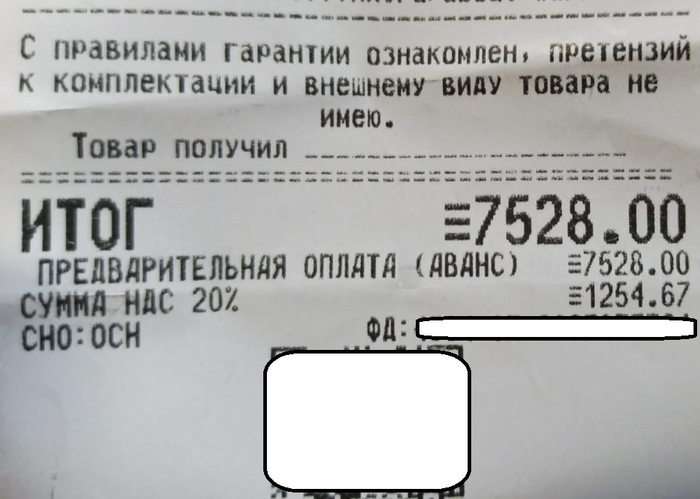 С правилами гарантии ознакомлен, претензий
к комплектации и внешнему виду товара не
имею.
Товар получил
ИТОГ ≡7528.00
ПРЕДВАРИТЕЛЬНАЯ ОПЛАТА (АВАНС) ≡7528.00
СУММА НДС 20% ≡1254.67
СНО:ОСН ФД: